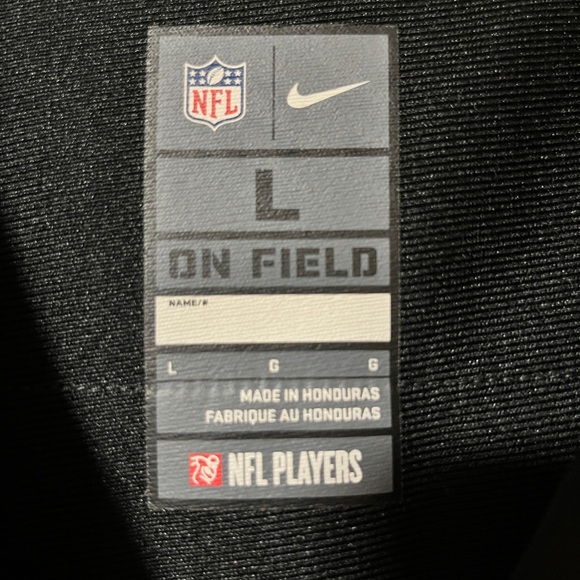 NFL
L
ON FIELD
NAME/#
L G G
MADE IN HONDURAS
FABRIQUE AU HONDURAS
NFL PLAYERS